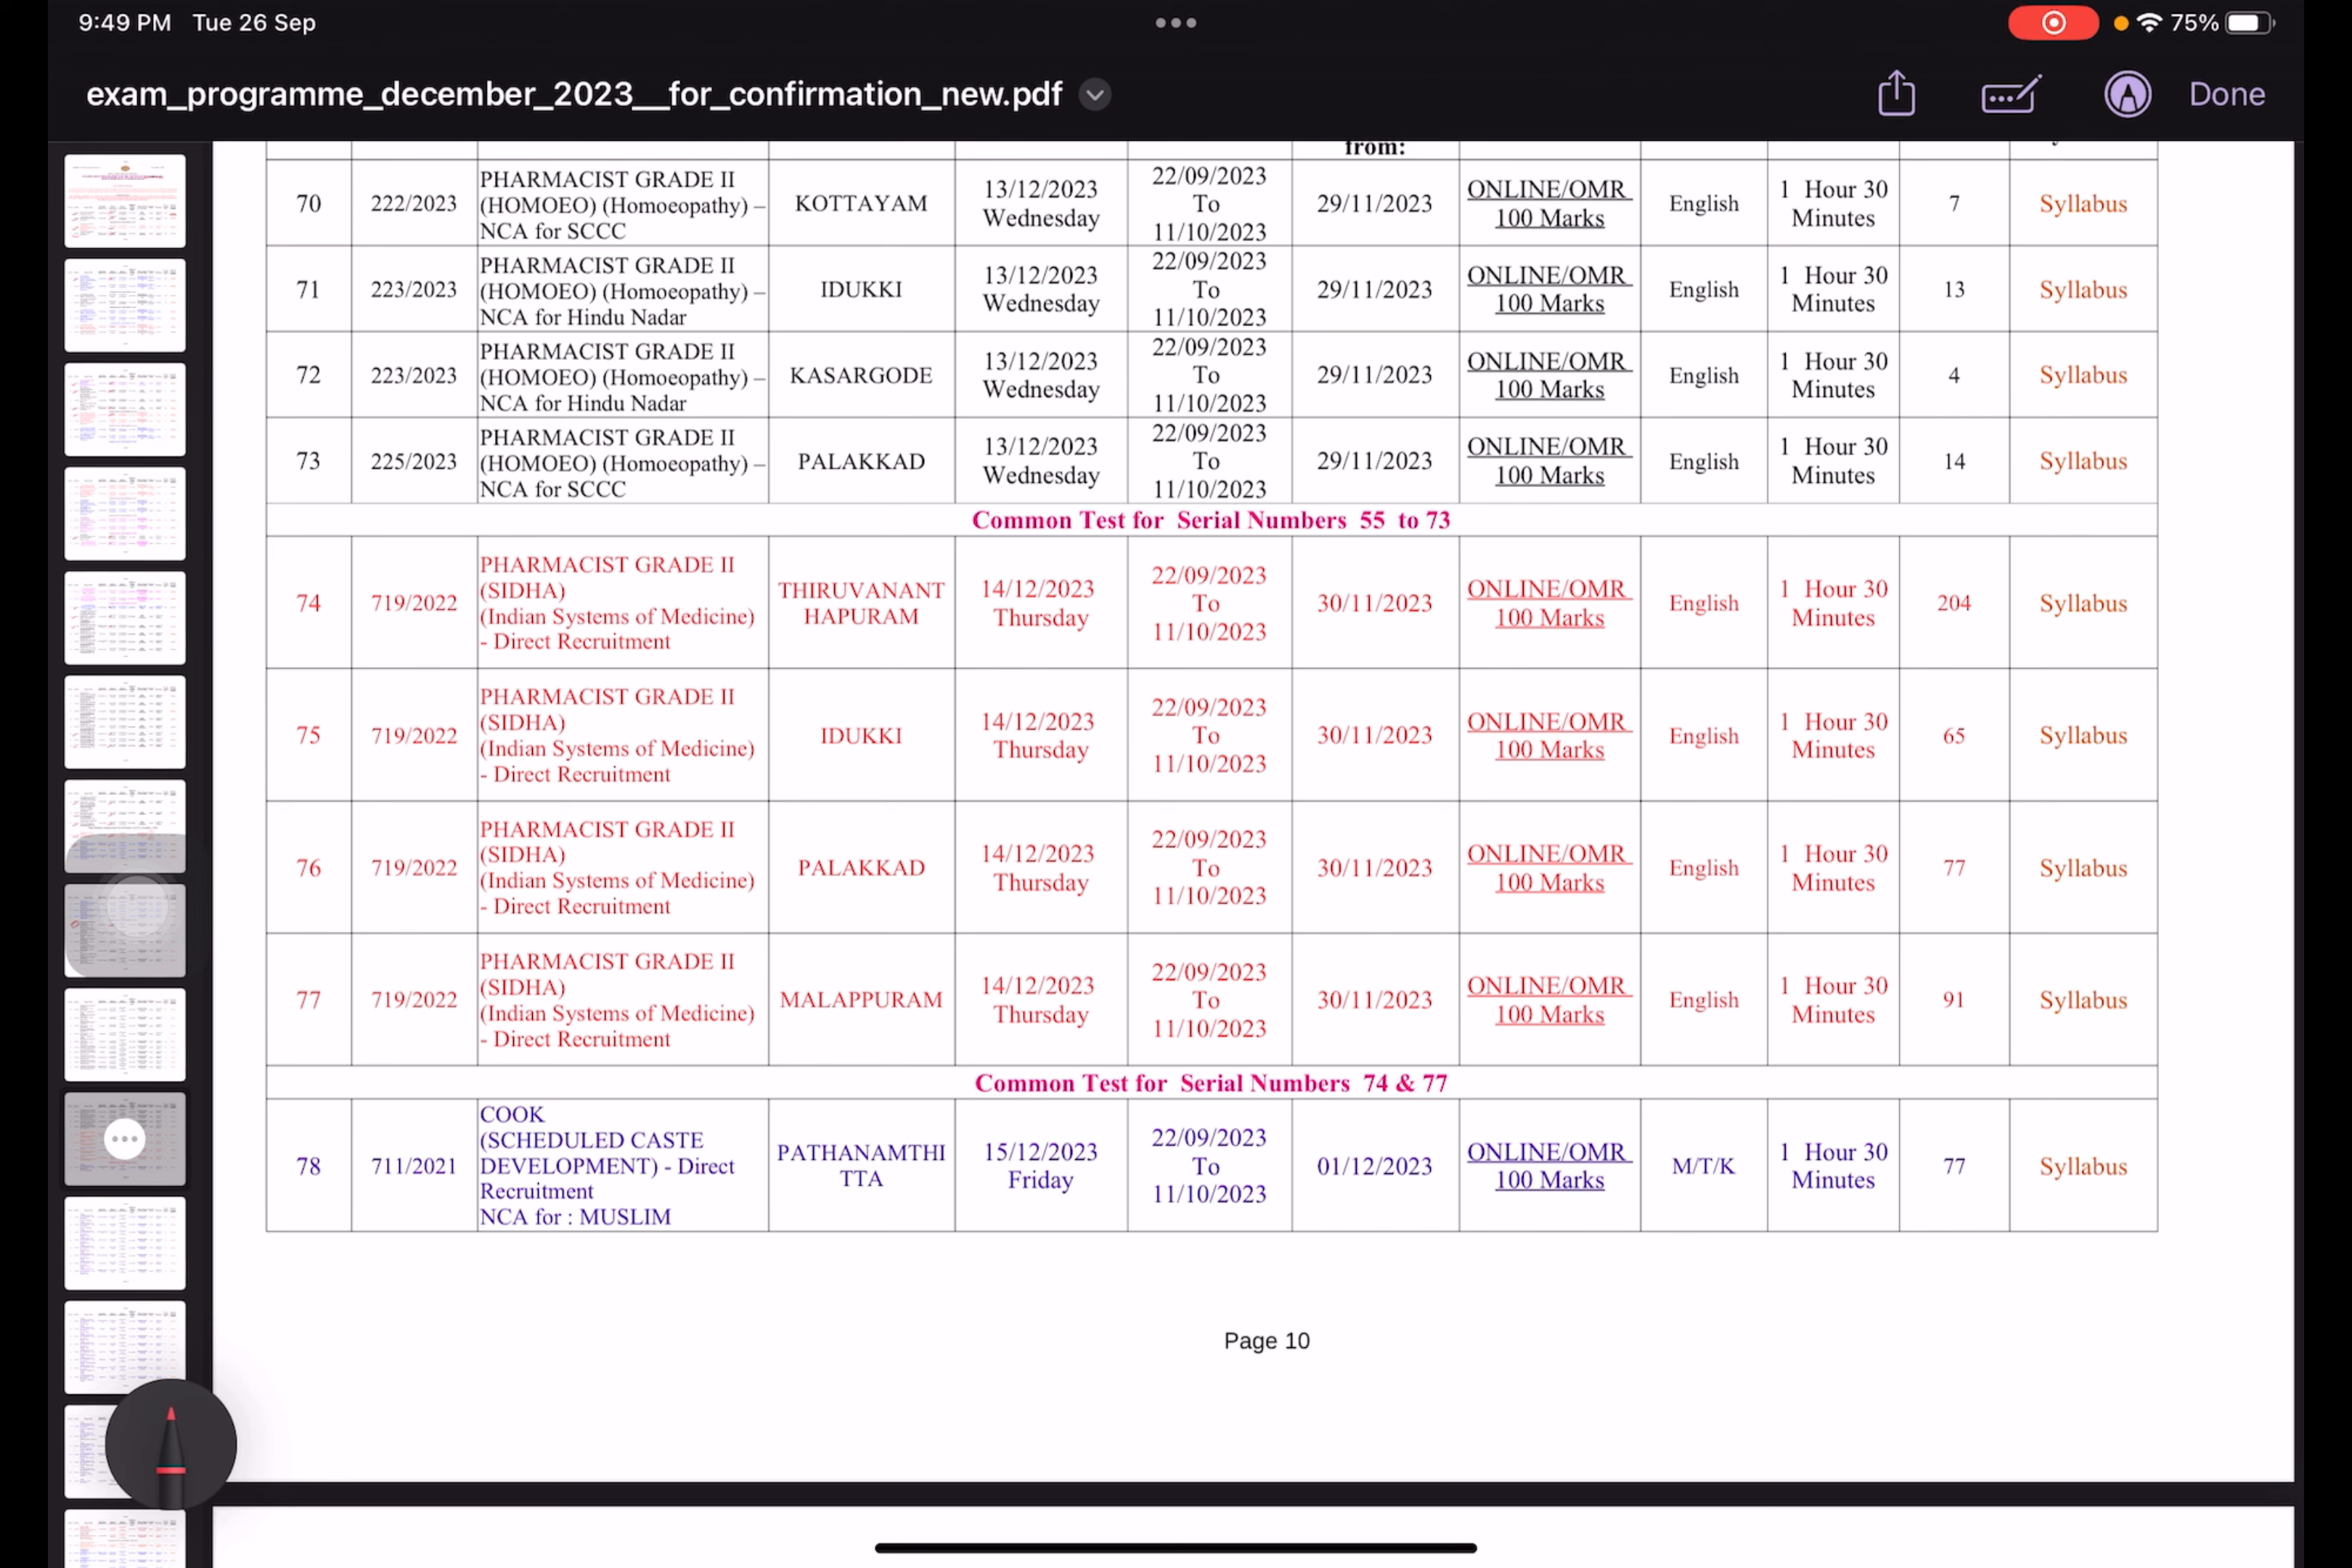 9:49 PM Tue 26 Sep
75%
exam_programme_december_2023__for_confirmation_new.pdf
Done
from:
70 222/2023 PHARMACIST GRADE II (HOMOEO) (Homoeopathy) – NCA for SCCC KOTTAYAM 13/12/2023 Wednesday 22/09/2023 To 11/10/2023 29/11/2023 ONLINE/OMR 100 Marks English 1 Hour 30 Minutes 7 Syllabus
71 223/2023 PHARMACIST GRADE II (HOMOEO) (Homoeopathy) – NCA for Hindu Nadar IDUKKI 13/12/2023 Wednesday 22/09/2023 To 11/10/2023 29/11/2023 ONLINE/OMR 100 Marks English 1 Hour 30 Minutes 13 Syllabus
72 223/2023 PHARMACIST GRADE II (HOMOEO) (Homoeopathy) – NCA for Hindu Nadar KASARGODE 13/12/2023 Wednesday 22/09/2023 To 11/10/2023 29/11/2023 ONLINE/OMR 100 Marks English 1 Hour 30 Minutes 4 Syllabus
73 225/2023 PHARMACIST GRADE II (HOMOEO) (Homoeopathy) – NCA for SCCC PALAKKAD 13/12/2023 Wednesday 22/09/2023 To 11/10/2023 29/11/2023 ONLINE/OMR 100 Marks English 1 Hour 30 Minutes 14 Syllabus
Common Test for Serial Numbers 55 to 73
74 719/2022 PHARMACIST GRADE II (SIDHA) (Indian Systems of Medicine) - Direct Recruitment THIRUVANANT HAPURAM 14/12/2023 Thursday 22/09/2023 To 11/10/2023 30/11/2023 ONLINE/OMR 100 Marks English 1 Hour 30 Minutes 204 Syllabus
75 719/2022 PHARMACIST GRADE II (SIDHA) (Indian Systems of Medicine) - Direct Recruitment IDUKKI 14/12/2023 Thursday 22/09/2023 To 11/10/2023 30/11/2023 ONLINE/OMR 100 Marks English 1 Hour 30 Minutes 65 Syllabus
76 719/2022 PHARMACIST GRADE II (SIDHA) (Indian Systems of Medicine) - Direct Recruitment PALAKKAD 14/12/2023 Thursday 22/09/2023 To 11/10/2023 30/11/2023 ONLINE/OMR 100 Marks English 1 Hour 30 Minutes 77 Syllabus
77 719/2022 PHARMACIST GRADE II (SIDHA) (Indian Systems of Medicine) - Direct Recruitment MALAPPURAM 14/12/2023 Thursday 22/09/2023 To 11/10/2023 30/11/2023 ONLINE/OMR 100 Marks English 1 Hour 30 Minutes 91 Syllabus
Common Test for Serial Numbers 74 & 77
78 711/2021 COOK (SCHEDULED CASTE DEVELOPMENT) - Direct Recruitment NCA for : MUSLIM PATHANAMTHI TTA 15/12/2023 Friday 22/09/2023 To 11/10/2023 01/12/2023 ONLINE/OMR 100 Marks M/T/K 1 Hour 30 Minutes 77 Syllabus
Page 10